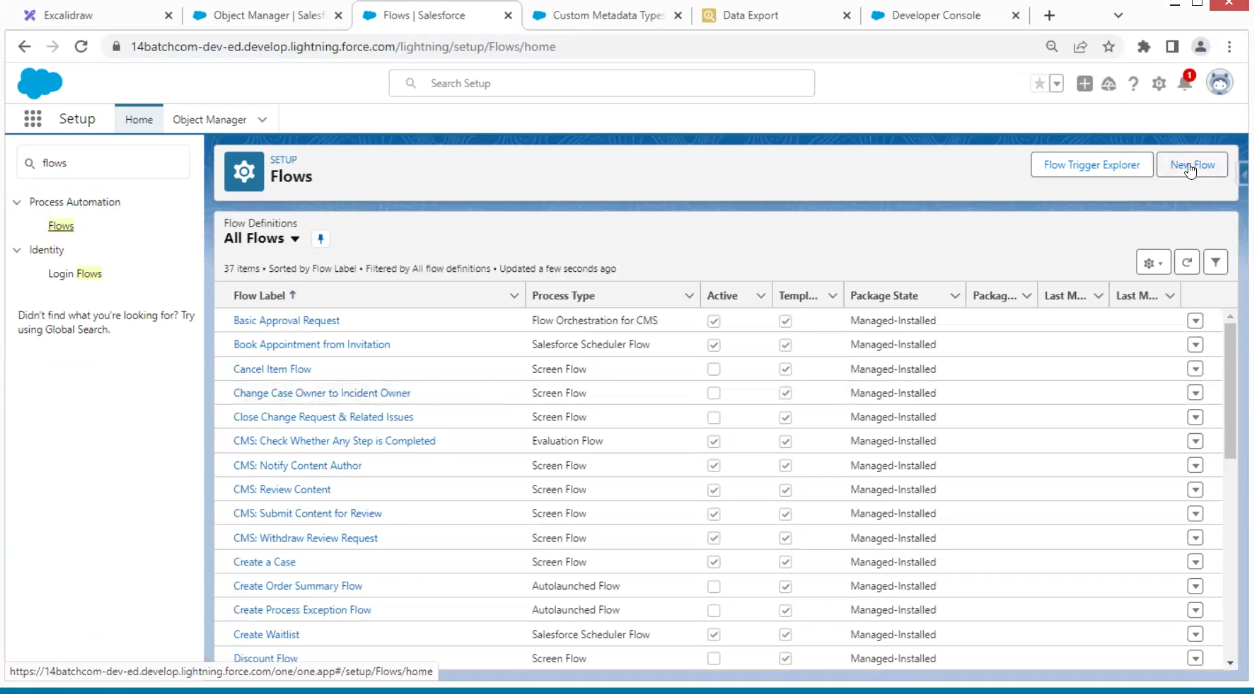 Excalidraw
Object Manager | Salesf
Flows | Salesforce
Custom Metadata Types
Data Export
Developer Console
14batchcom-dev-ed.develop.lightning.force.com/lightning/setup/Flows/home
Search Setup
1
Setup
Home
Object Manager
flows
Process Automation
Flows
Identity
Login Flows
Didn't find what you're looking for? Try
using Global Search.
SETUP
Flows
Flow Trigger Explorer
New Flow
Flow Definitions
All Flows
37 items • Sorted by Flow Label • Filtered by All flow definitions • Updated a few seconds ago
Flow Label ↑ Process Type Active Templ... Package State Packag... Last M... Last M...
Basic Approval Request Flow Orchestration for CMS Managed-Installed
Book Appointment from Invitation Salesforce Scheduler Flow Managed-Installed
Cancel Item Flow Screen Flow Managed-Installed
Change Case Owner to Incident Owner Screen Flow Managed-Installed
Close Change Request & Related Issues Screen Flow Managed-Installed
CMS: Check Whether Any Step is Completed Evaluation Flow Managed-Installed
CMS: Notify Content Author Screen Flow Managed-Installed
CMS: Review Content Screen Flow Managed-Installed
CMS: Submit Content for Review Screen Flow Managed-Installed
CMS: Withdraw Review Request Screen Flow Managed-Installed
Create a Case Screen Flow Managed-Installed
Create Order Summary Flow Autolaunched Flow Managed-Installed
Create Process Exception Flow Autolaunched Flow Managed-Installed
Create Waitlist Salesforce Scheduler Flow Managed-Installed
Discount Flow Screen Flow Managed-Installed
https://14batchcom-dev-ed.develop.lightning.force.com/one/one.app#/setup/Flows/home